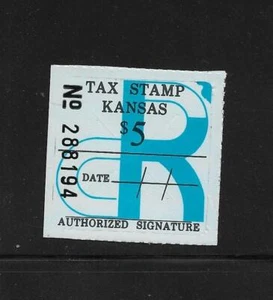 TAX STAMP
KANSAS
$5
No 288194
DATE / /
AUTHORIZED SIGNATURE